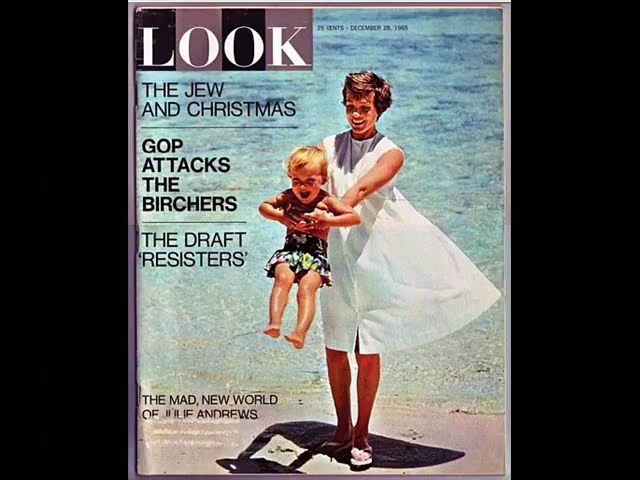 LOOK
25 CENTS · DECEMBER 28, 1965
THE JEW
AND CHRISTMAS
GOP
ATTACKS
THE
BIRCHERS
THE DRAFT
'RESISTERS'
THE MAD, NEW WORLD
OF JULIE ANDREWS